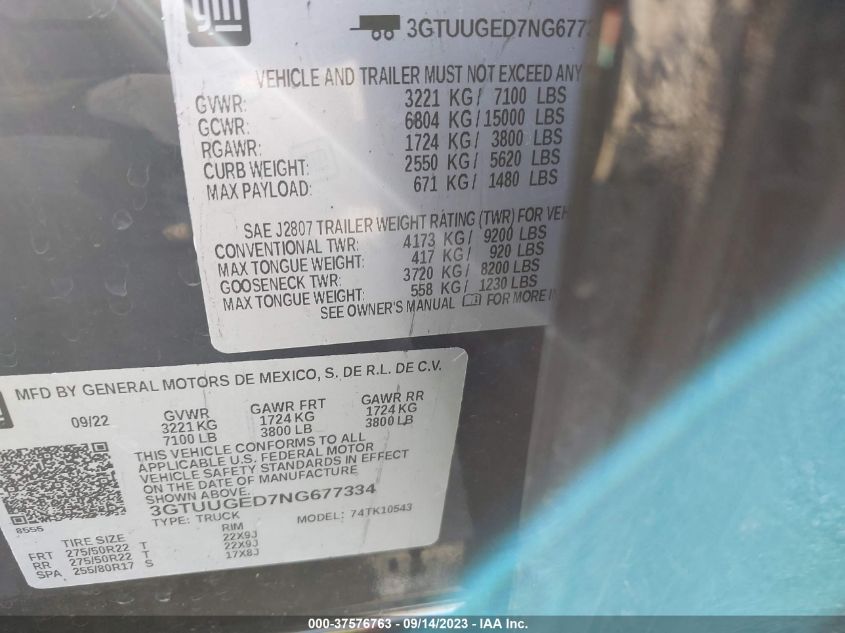 gm
3GTUUGED7NG6773
VEHICLE AND TRAILER MUST NOT EXCEED ANY
GVWR: 3221 KG/ 7100 LBS
GCWR: 6804 KG/15000 LBS
RGAWR: 1724 KG/ 3800 LBS
CURB WEIGHT: 2550 KG/ 5620 LBS
MAX PAYLOAD: 671 KG/ 1480 LBS
SAE J2807 TRAILER WEIGHT RATING (TWR) FOR VEH
CONVENTIONAL TWR: 4173 KG/ 9200 LBS
MAX TONGUE WEIGHT: 417 KG/ 920 LBS
GOOSENECK TWR: 3720 KG/ 8200 LBS
MAX TONGUE WEIGHT: 558 KG/ 1230 LBS
SEE OWNER'S MANUAL FOR MORE IN
MFD BY GENERAL MOTORS DE MEXICO, S. DE R.L. DE C.V.
09/22 GVWR GAWR FRT GAWR RR
3221 KG 1724 KG 1724 KG
7100 LB 3800 LB 3800 LB
THIS VEHICLE CONFORMS TO ALL
APPLICABLE U.S. FEDERAL MOTOR
VEHICLE SAFETY STANDARDS IN EFFECT
ON THE DATE OF MANUFACTURE
SHOWN ABOVE
3GTUUGED7NG677334
TYPE: TRUCK MODEL: 74TK10543
8555
TIRE SIZE RIM
FRT 275/50R22 T 22X9J
RR 275/50R22 T 22X9J
SPA 255/80R17 S 17X8J
000-37576763 - 09/14/2023 - IAA Inc.